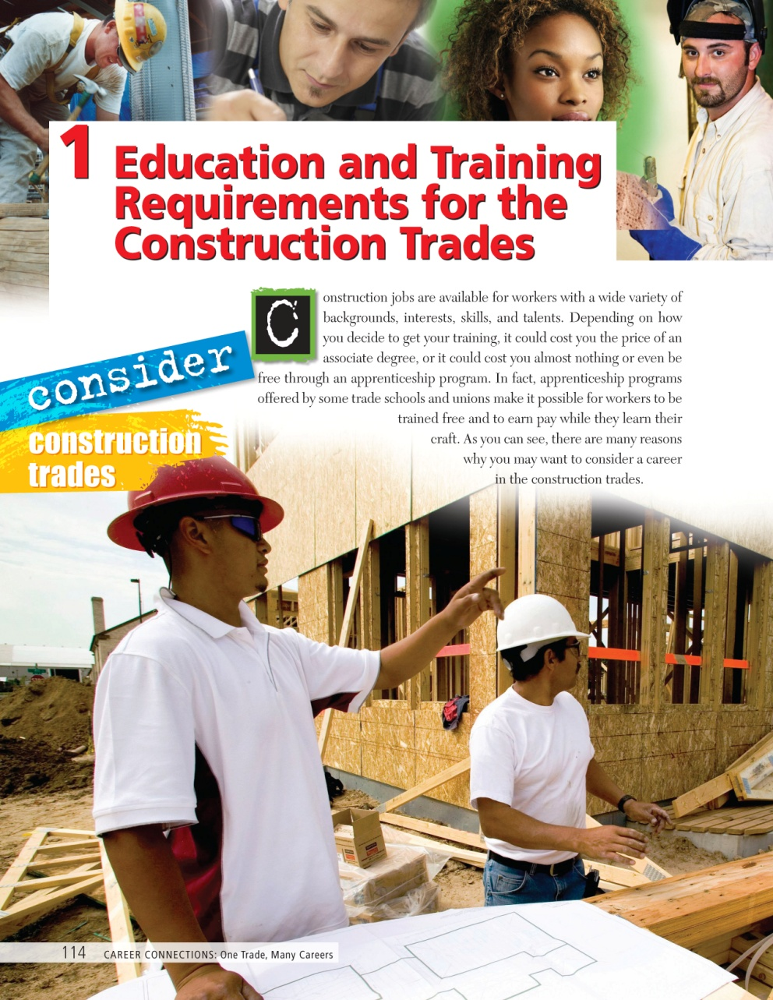 1 Education and Training
Requirements for the
Construction Trades
Construction jobs are available for workers with a wide variety of
backgrounds, interests, skills, and talents. Depending on how
you decide to get your training, it could cost you the price of an
associate degree, or it could cost you almost nothing or even be
free through an apprenticeship program. In fact, apprenticeship programs
offered by some trade schools and unions make it possible for workers to be
trained free and to earn pay while they learn their
craft. As you can see, there are many reasons
why you may want to consider a career
in the construction trades.
consider
construction
trades
114 CAREER CONNECTIONS: One Trade, Many Careers